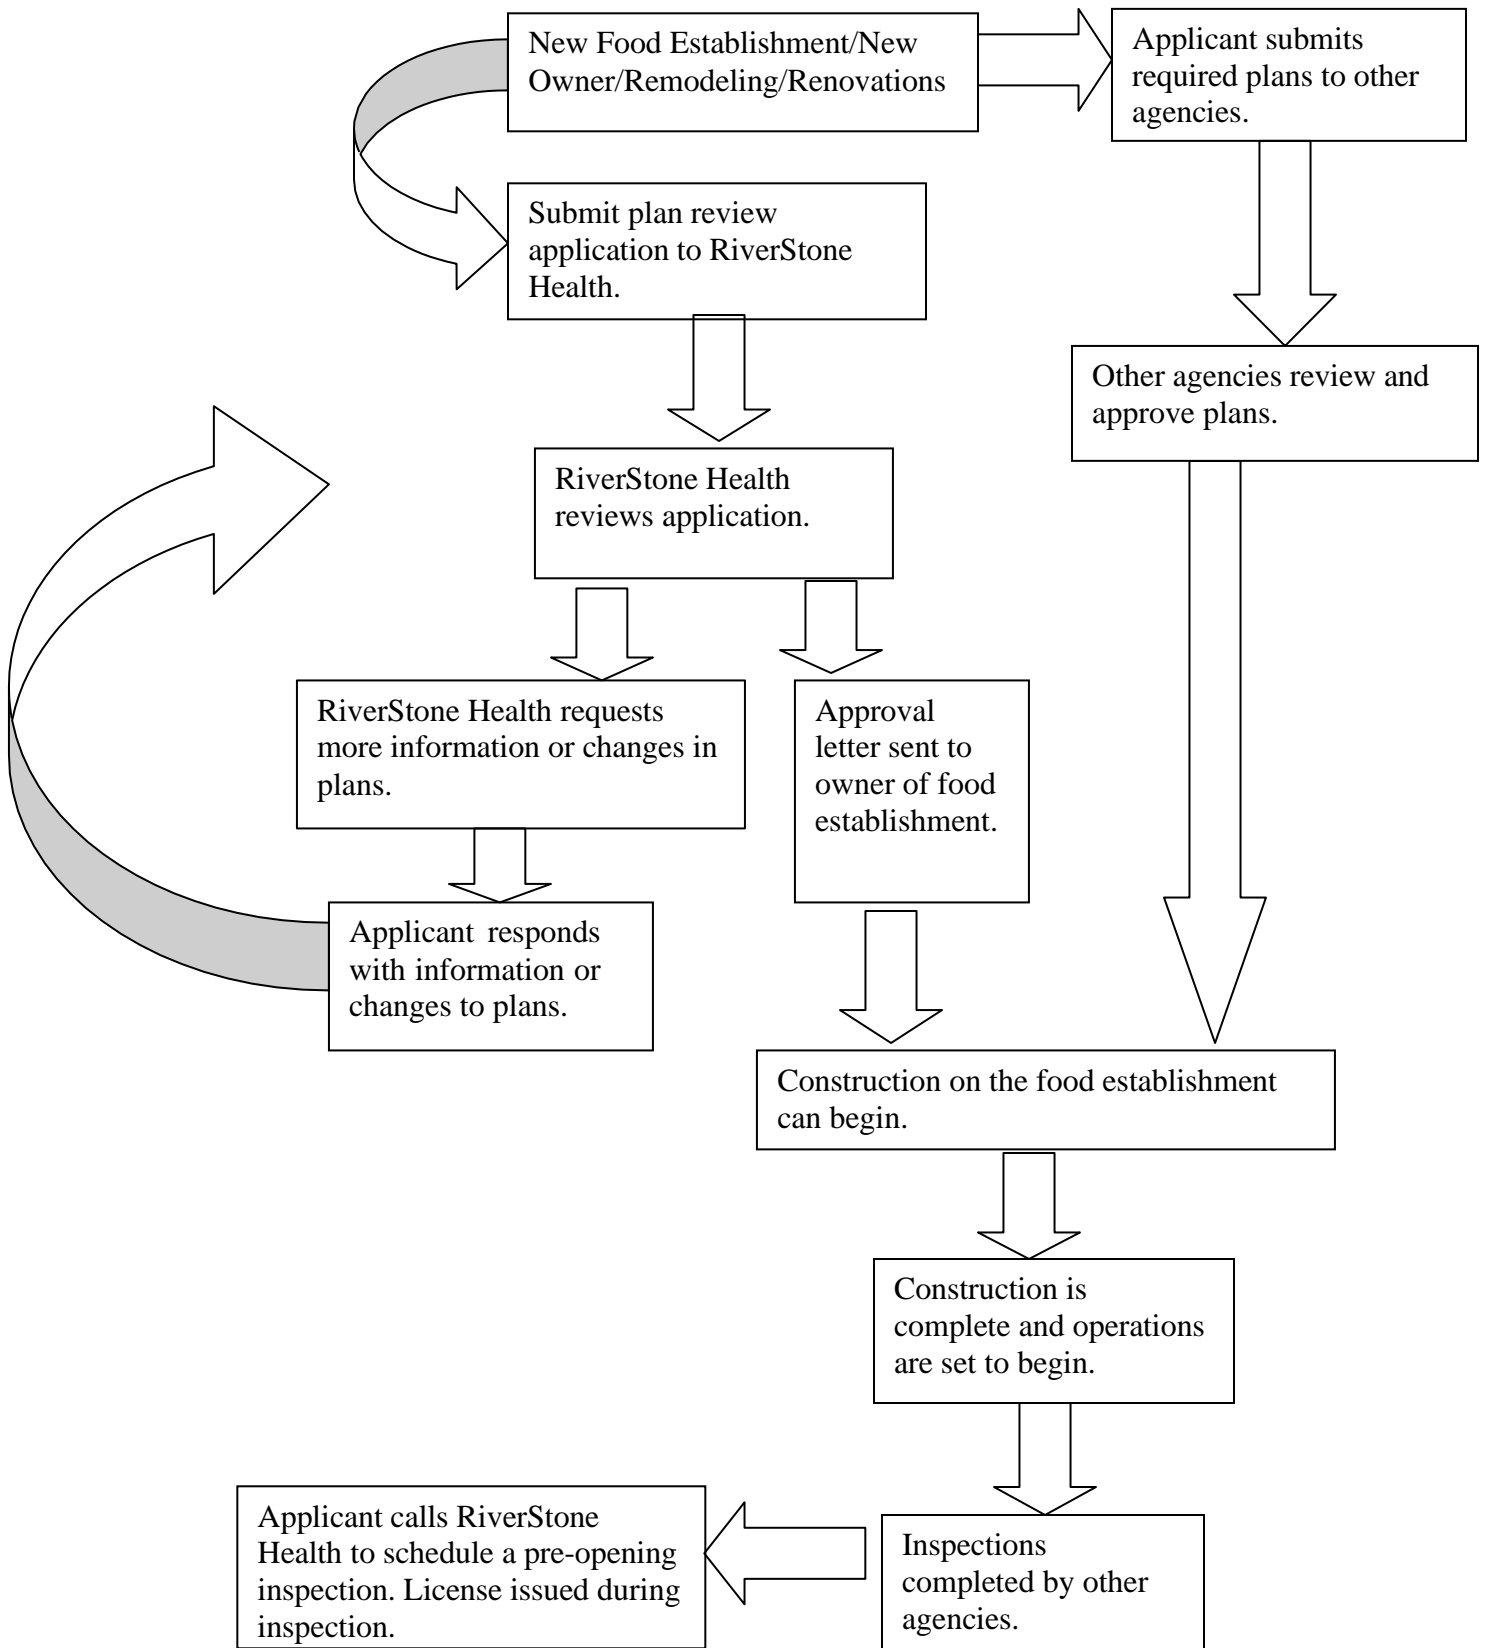 New Food Establishment/New
Owner/Remodeling/Renovations
Applicant submits
required plans to other
agencies.
Submit plan review
application to RiverStone
Health.
Other agencies review and
approve plans.
RiverStone Health
reviews application.
RiverStone Health requests
more information or changes in
plans.
Approval
letter sent to
owner of food
establishment.
Applicant responds
with information or
changes to plans.
Construction on the food establishment
can begin.
Construction is
complete and operations
are set to begin.
Applicant calls RiverStone
Health to schedule a pre-opening
inspection. License issued during
inspection.
Inspections
completed by other
agencies.